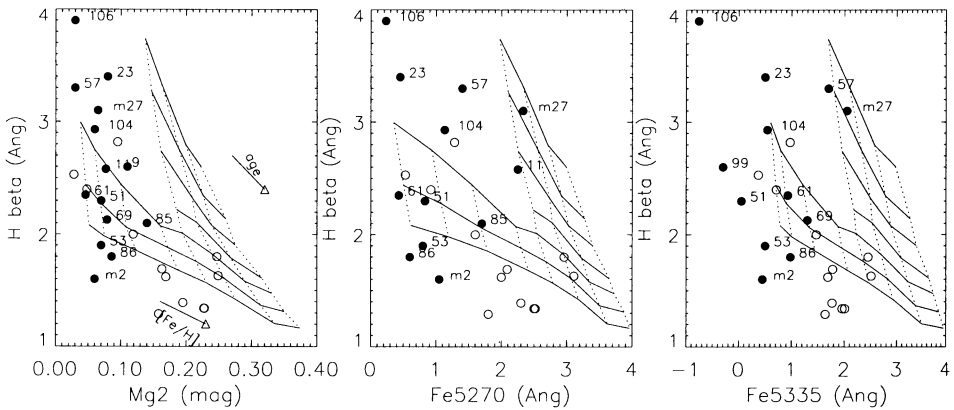 H beta (Ang)
4
3
2
1
106
57
23
m27
104
61
51
69
85
53
86
m2
age
[Fe/H]
0.00 0.10 0.20 0.30 0.40
Mg2 (mag)
H beta (Ang)
4
3
2
1
106
23
57
m27
104
11
61
51
85
53
86
m2
0 1 2 3 4
Fe5270 (Ang)
H beta (Ang)
4
3
2
1
106
23
57
m27
104
99
51
61
69
53
86
m2
−1 0 1 2 3 4
Fe5335 (Ang)